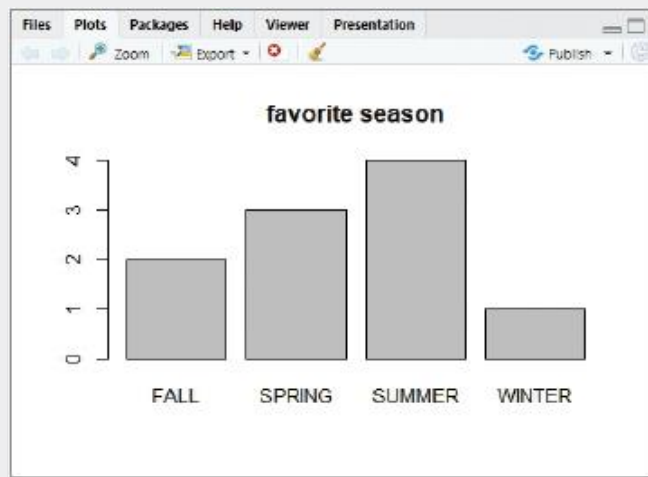 Files Plots Packages Help Viewer Presentation
Zoom Export Publish
favorite season
4
3
2
1
0
FALL SPRING SUMMER WINTER